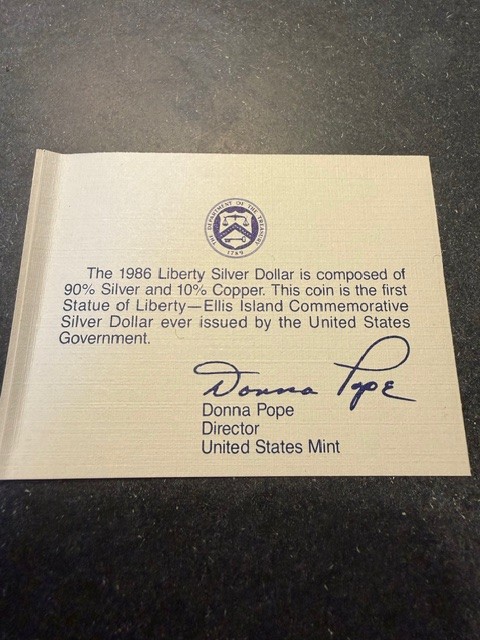 THE DEPARTMENT OF THE TREASURY
1789
The 1986 Liberty Silver Dollar is composed of
90% Silver and 10% Copper. This coin is the first
Statue of Liberty—Ellis Island Commemorative
Silver Dollar ever issued by the United States
Government.
Donna Pope
Donna Pope
Director
United States Mint